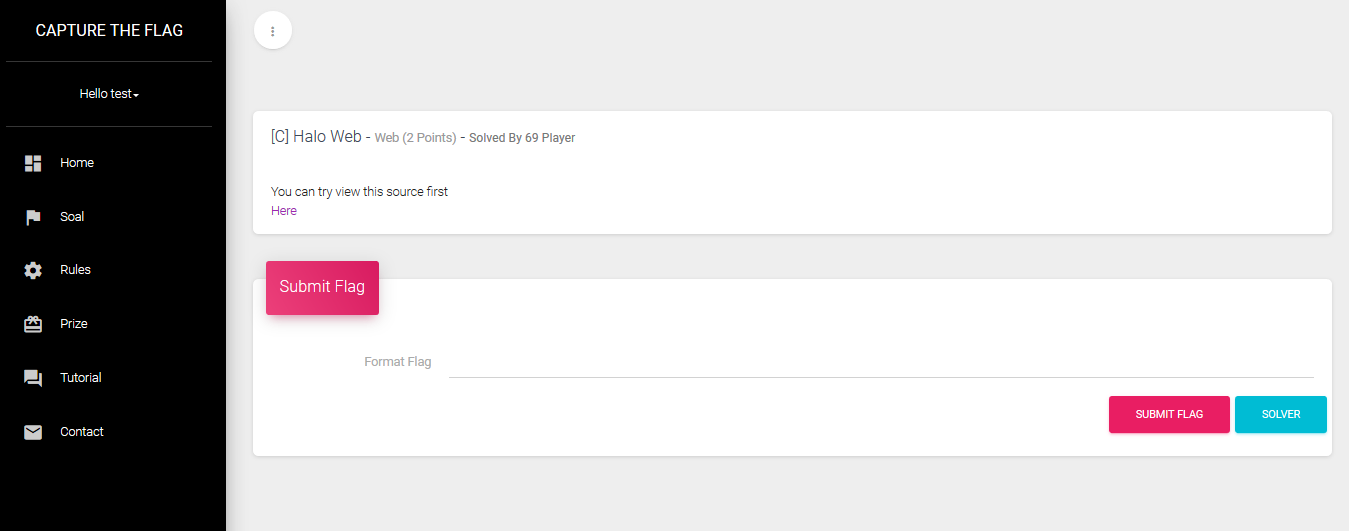 CAPTURE THE FLAG
Hello test
Home
Soal
Rules
Prize
Tutorial
Contact
[C] Halo Web - Web (2 Points) - Solved By 69 Player
You can try view this source first
Here
Submit Flag
Format Flag
SUBMIT FLAG
SOLVER